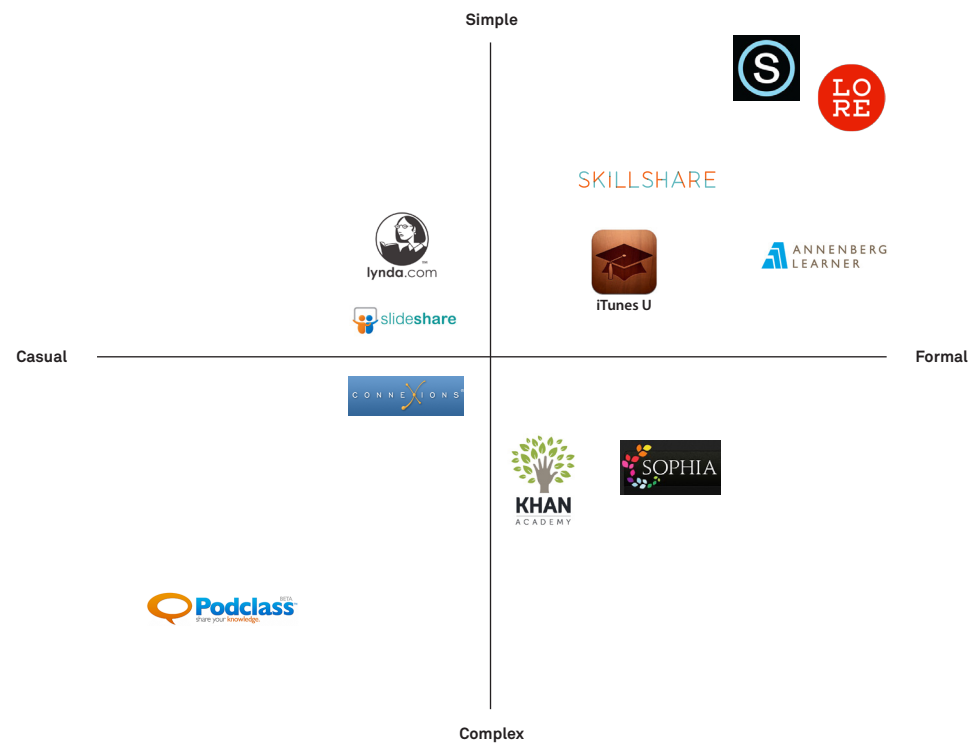 Simple
S
LO
RE
SKILLSHARE
lynda.com
ANNENBERG
LEARNER
iTunes U
slideshare
Casual
Formal
CONNEXIONS
KHAN
ACADEMY
SOPHIA
BETA
Podclass
share your knowledge.
Complex